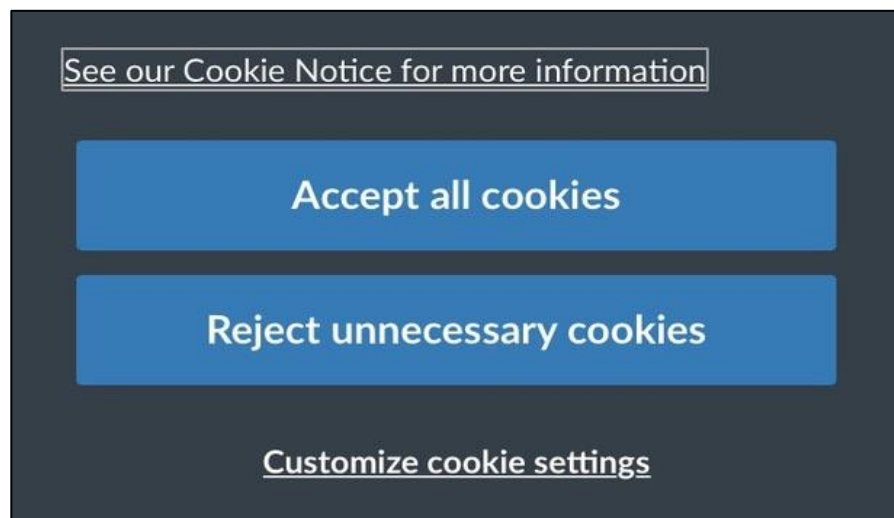 See our Cookie Notice for more information
Accept all cookies
Reject unnecessary cookies
Customize cookie settings